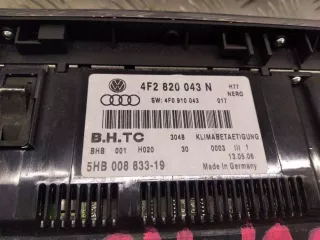 4F2 820 043 N
H77
NERO
SW: 4F0 910 043 017
B.H.TC
3048 KLIMABETAETIGUNG
BHB 001 H020 30 0003 III 1
13.05.06
5HB 008 833-19
Made in Germany